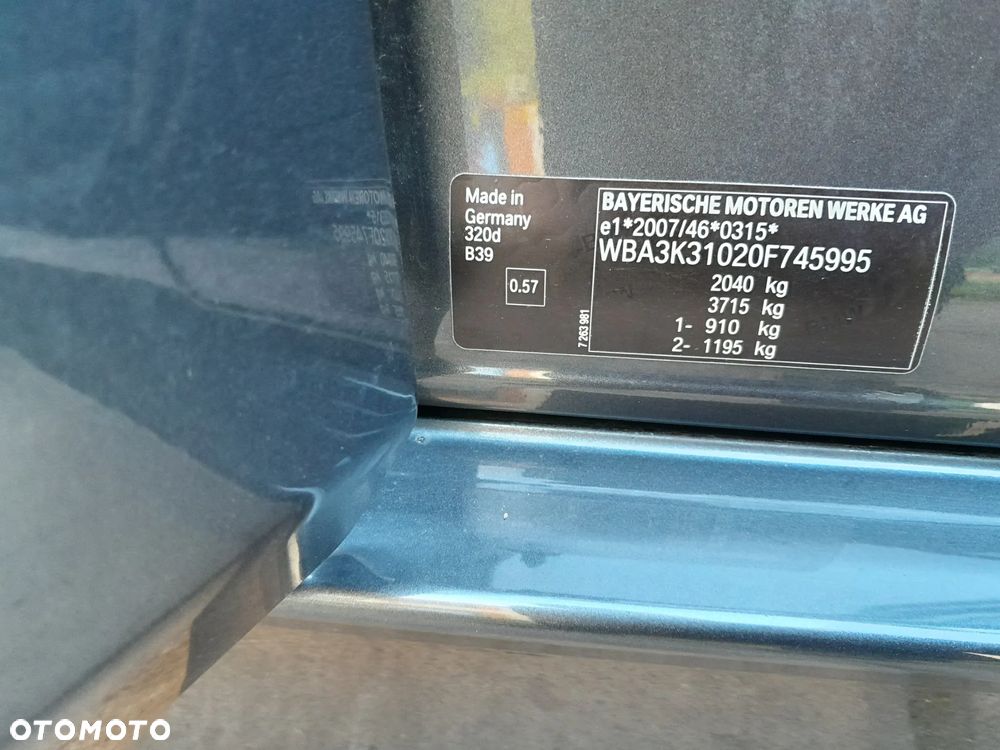 Made in
Germany
320d
B39
0.57
7 263 981
BAYERISCHE MOTOREN WERKE AG
e1*2007/46*0315*
WBA3K31020F745995
2040 kg
3715 kg
1- 910 kg
2- 1195 kg
OTOMOTO